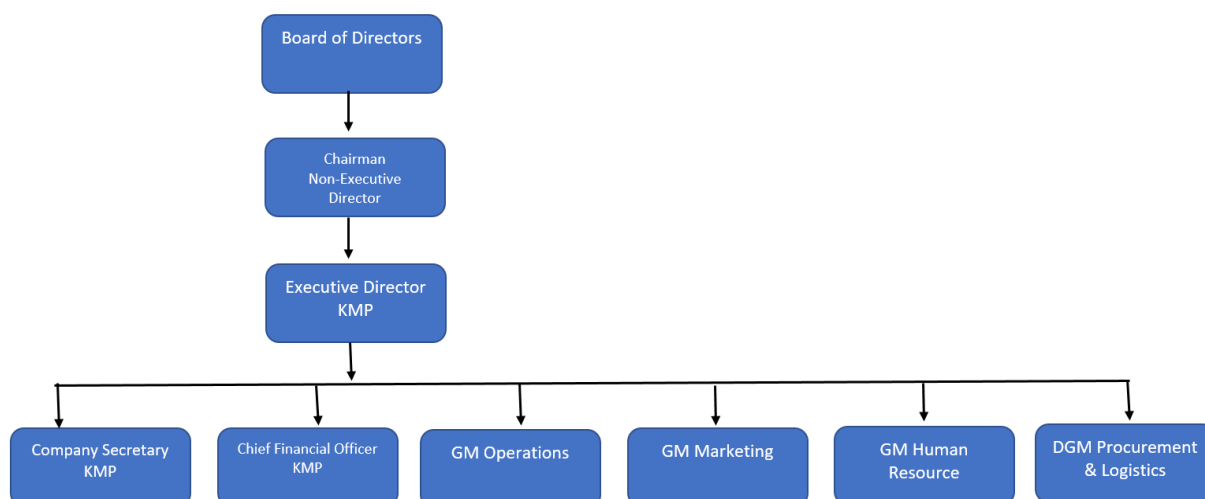 Board of Directors
Chairman
Non-Executive
Director
Executive Director
KMP
Company Secretary
KMP
Chief Financial Officer
KMP
GM Operations
GM Marketing
GM Human
Resource
DGM Procurement
& Logistics